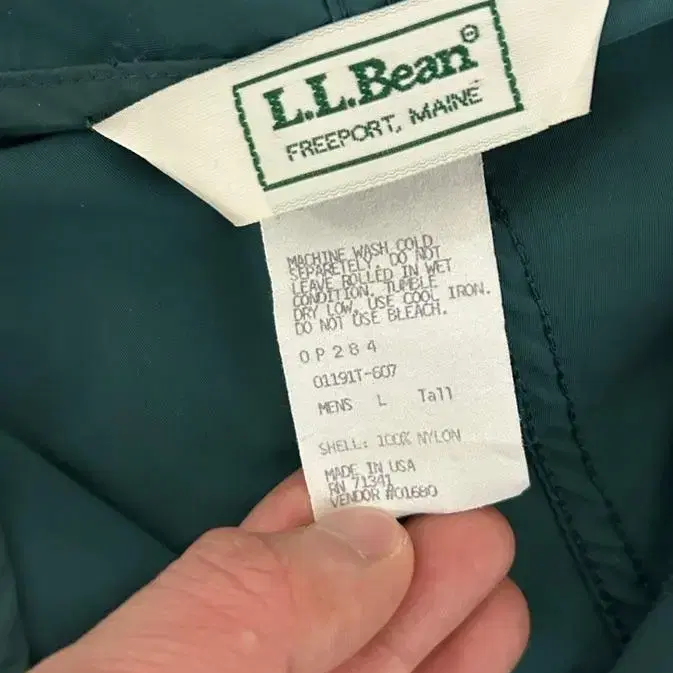 L.L.Bean®
FREEPORT, MAINE
MACHINE WASH COLD
SEPARETELY. DO NOT
LEAVE ROLLED IN WET
CONDITION. TUMBLE
DRY LOW. USE COOL IRON.
DO NOT USE BLEACH.
0P284
01191T-607
MENS L Tall
SHELL: 100% NYLON
MADE IN USA
RN 71341
VENDOR #01680